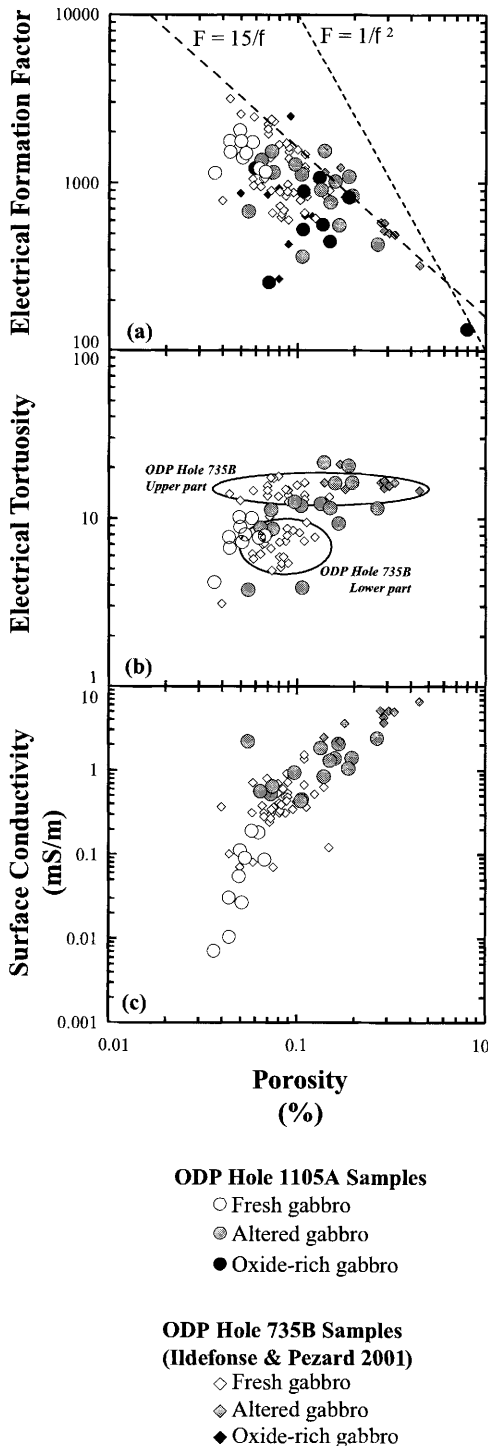 10000
F = 15/f
F = 1/f 2
Electrical Formation Factor
1000
(a)
100
100
ODP Hole 735B
Upper part
Electrical Tortuosity
10
ODP Hole 735B
Lower part
(b)
1
10
Surface Conductivity
(mS/m)
1
0.1
0.01
(c)
0.001
0.01
0.1
1
10
Porosity
(%)
ODP Hole 1105A Samples
Fresh gabbro
Altered gabbro
Oxide-rich gabbro
ODP Hole 735B Samples
(Ildefonse & Pezard 2001)
Fresh gabbro
Altered gabbro
Oxide-rich gabbro